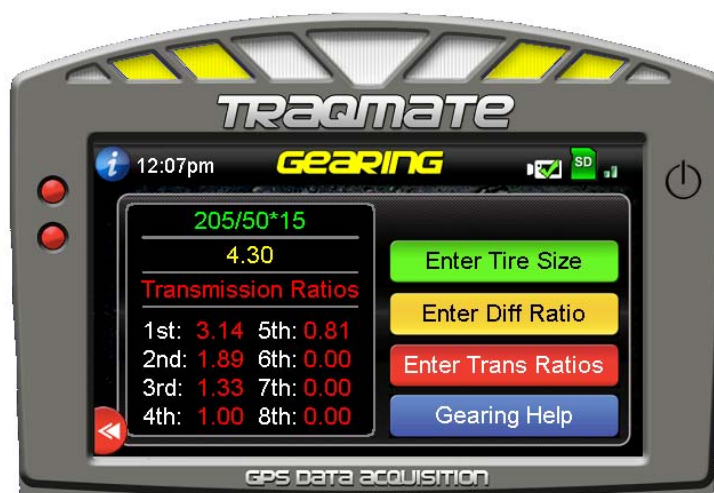 TRAQMATE
i 12:07pm GEARING SD
205/50*15
4.30
Transmission Ratios
1st: 3.14 5th: 0.81
2nd: 1.89 6th: 0.00
3rd: 1.33 7th: 0.00
4th: 1.00 8th: 0.00
Enter Tire Size
Enter Diff Ratio
Enter Trans Ratios
Gearing Help
GPS DATA ACQUISITION